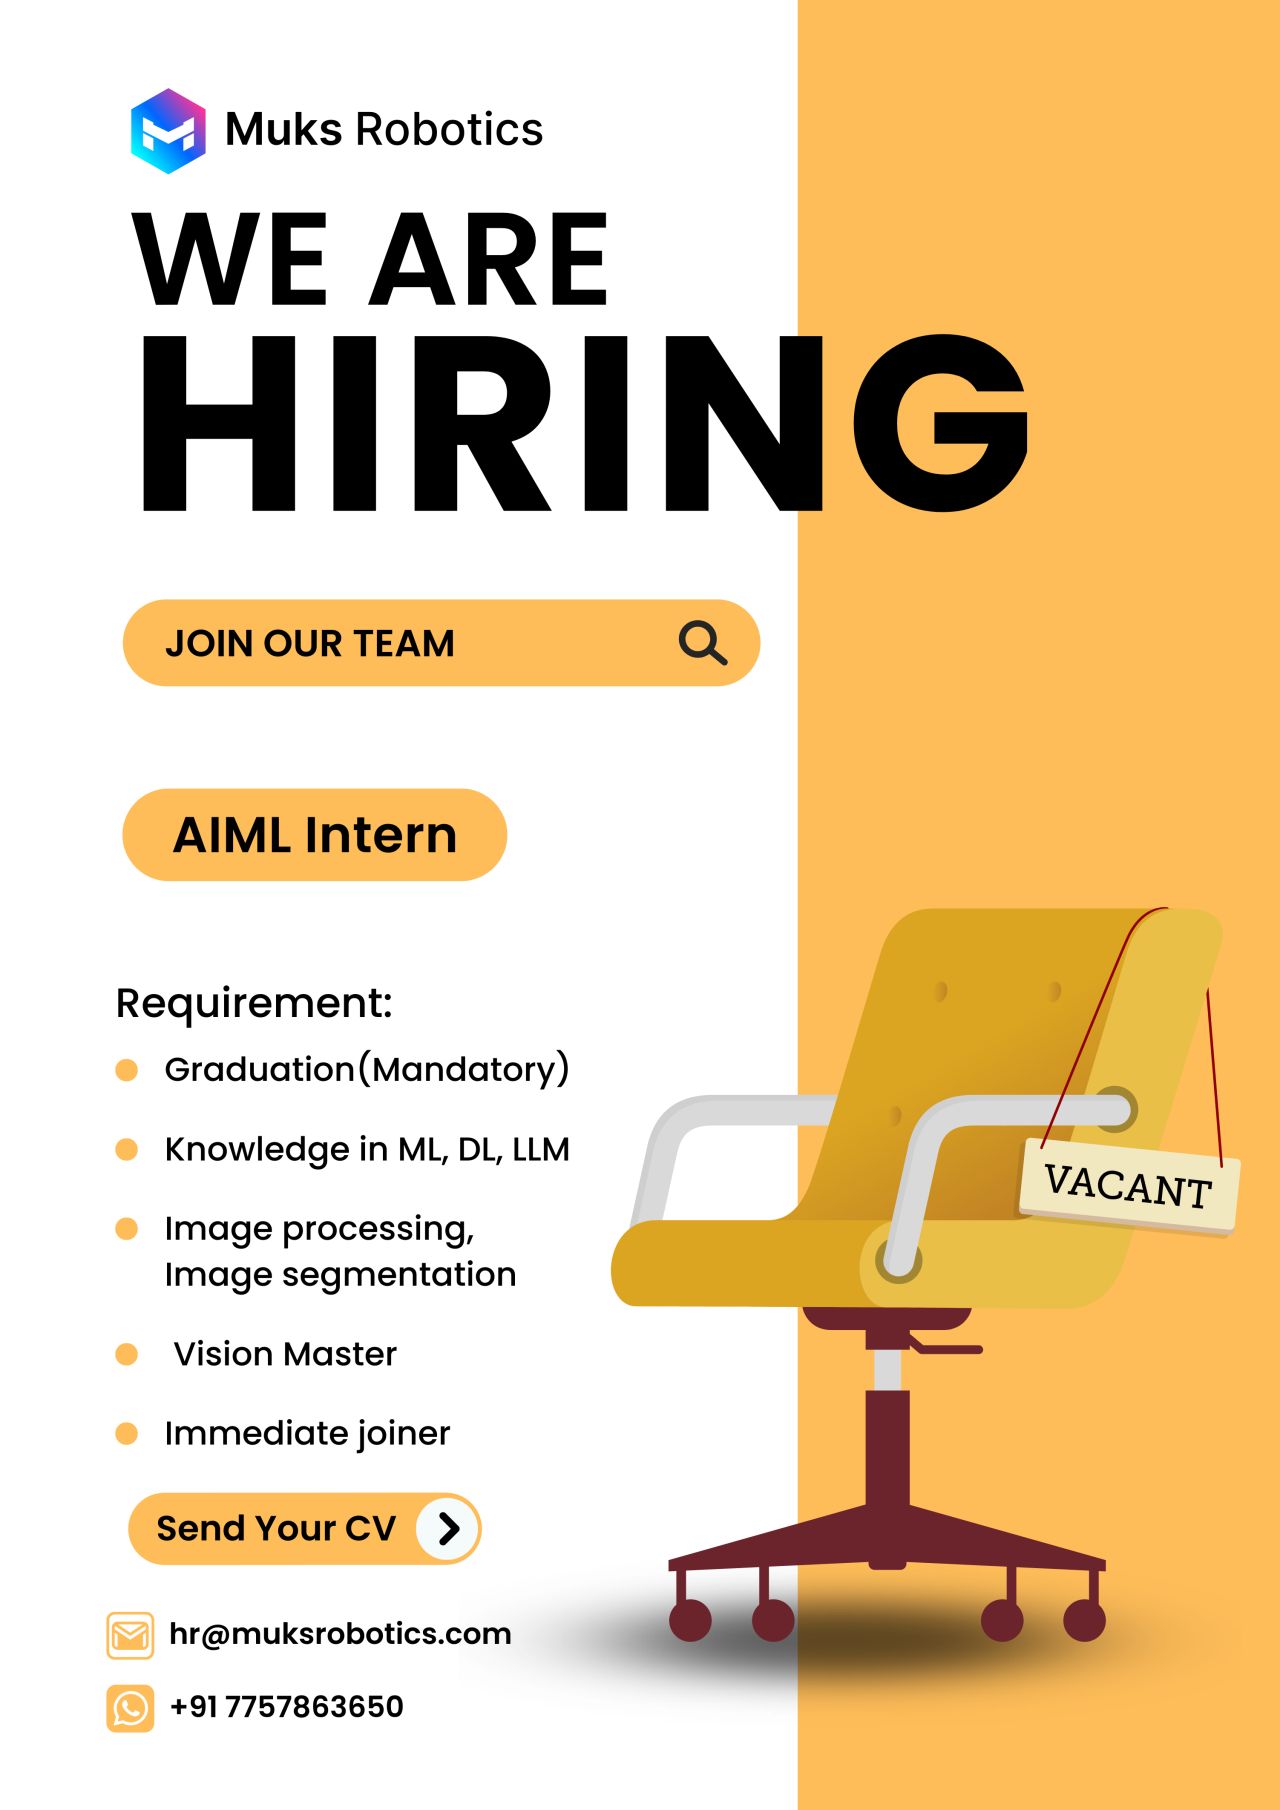 Muks Robotics
WE ARE
HIRING
JOIN OUR TEAM
AIML Intern
Requirement:
Graduation(Mandatory)
Knowledge in ML, DL, LLM
Image processing,
Image segmentation
Vision Master
Immediate joiner
VACANT
Send Your CV
hr@muksrobotics.com
+91 7757863650